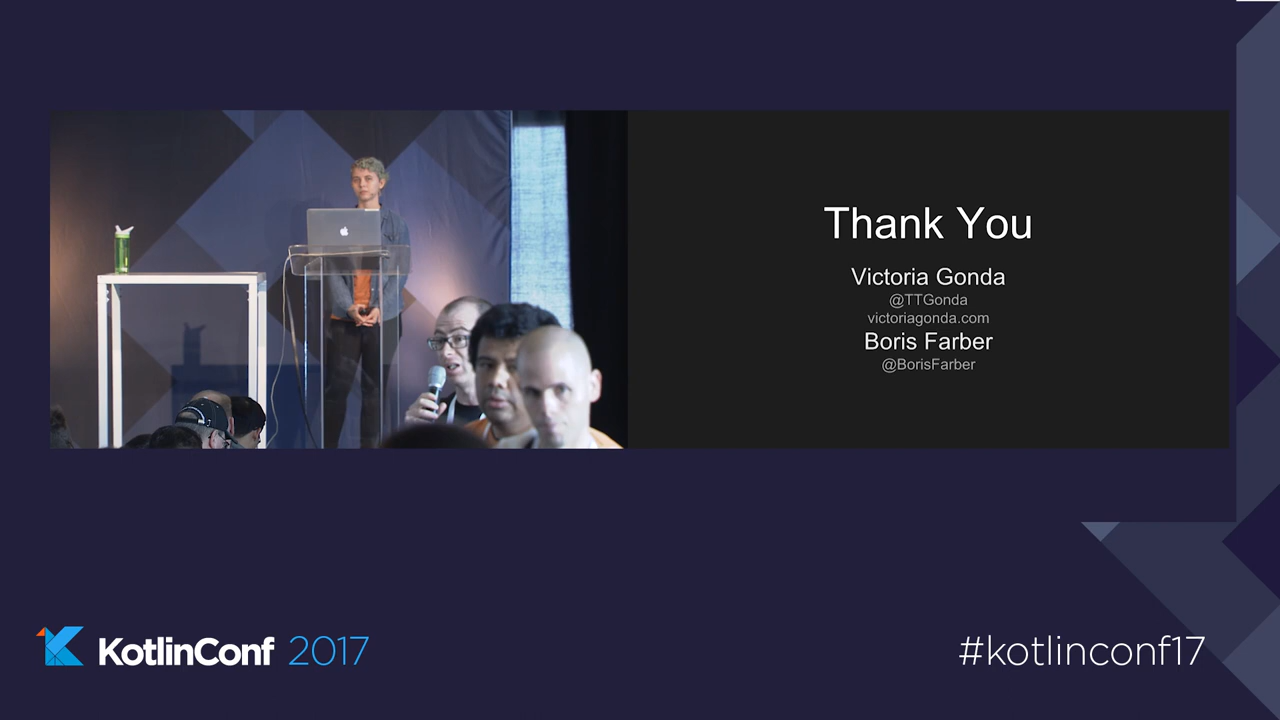 Thank You
Victoria Gonda
@TTGonda
victoriagonda.com
Boris Farber
@BorisFarber
KotlinConf 2017
#kotlinconf17